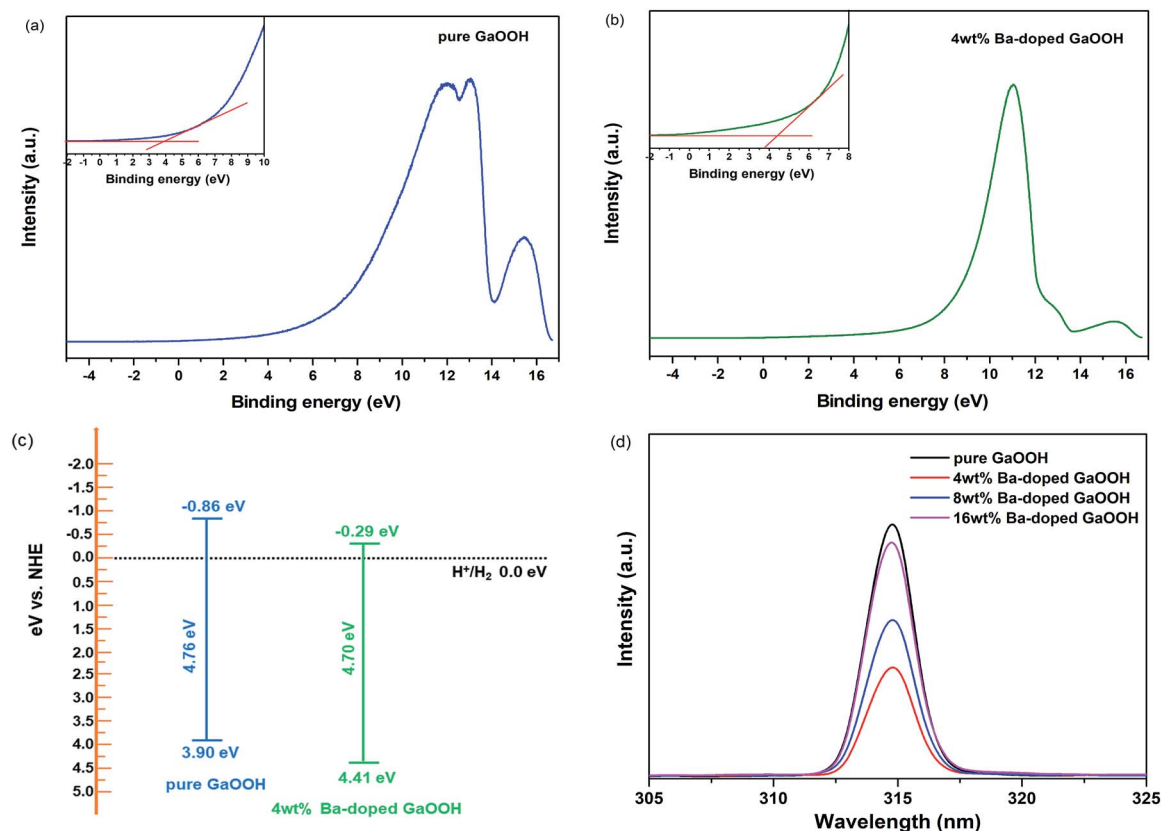 (a)
pure GaOOH
Intensity (a.u.)
-2 -1 0 1 2 3 4 5 6 7 8 9 10
Binding energy (eV)
-4 -2 0 2 4 6 8 10 12 14 16
Binding energy (eV)
(b)
4wt% Ba-doped GaOOH
Intensity (a.u.)
-2 -1 0 1 2 3 4 5 6 7 8
Binding energy (eV)
-4 -2 0 2 4 6 8 10 11 12 14 16
Binding energy (eV)
(c)
eV vs. NHE
-2.0
-1.5
-1.0
-0.5
0.0
0.5
1.0
1.5
2.0
2.5
3.0
3.5
4.0
4.5
5.0
-0.86 eV
4.76 eV
3.90 eV
pure GaOOH
-0.29 eV
4.70 eV
4.41 eV
4wt% Ba-doped GaOOH
H⁺/H₂ 0.0 eV
(d)
pure GaOOH
4wt% Ba-doped GaOOH
8wt% Ba-doped GaOOH
16wt% Ba-doped GaOOH
Intensity (a.u.)
305 310 315 320 325
Wavelength (nm)